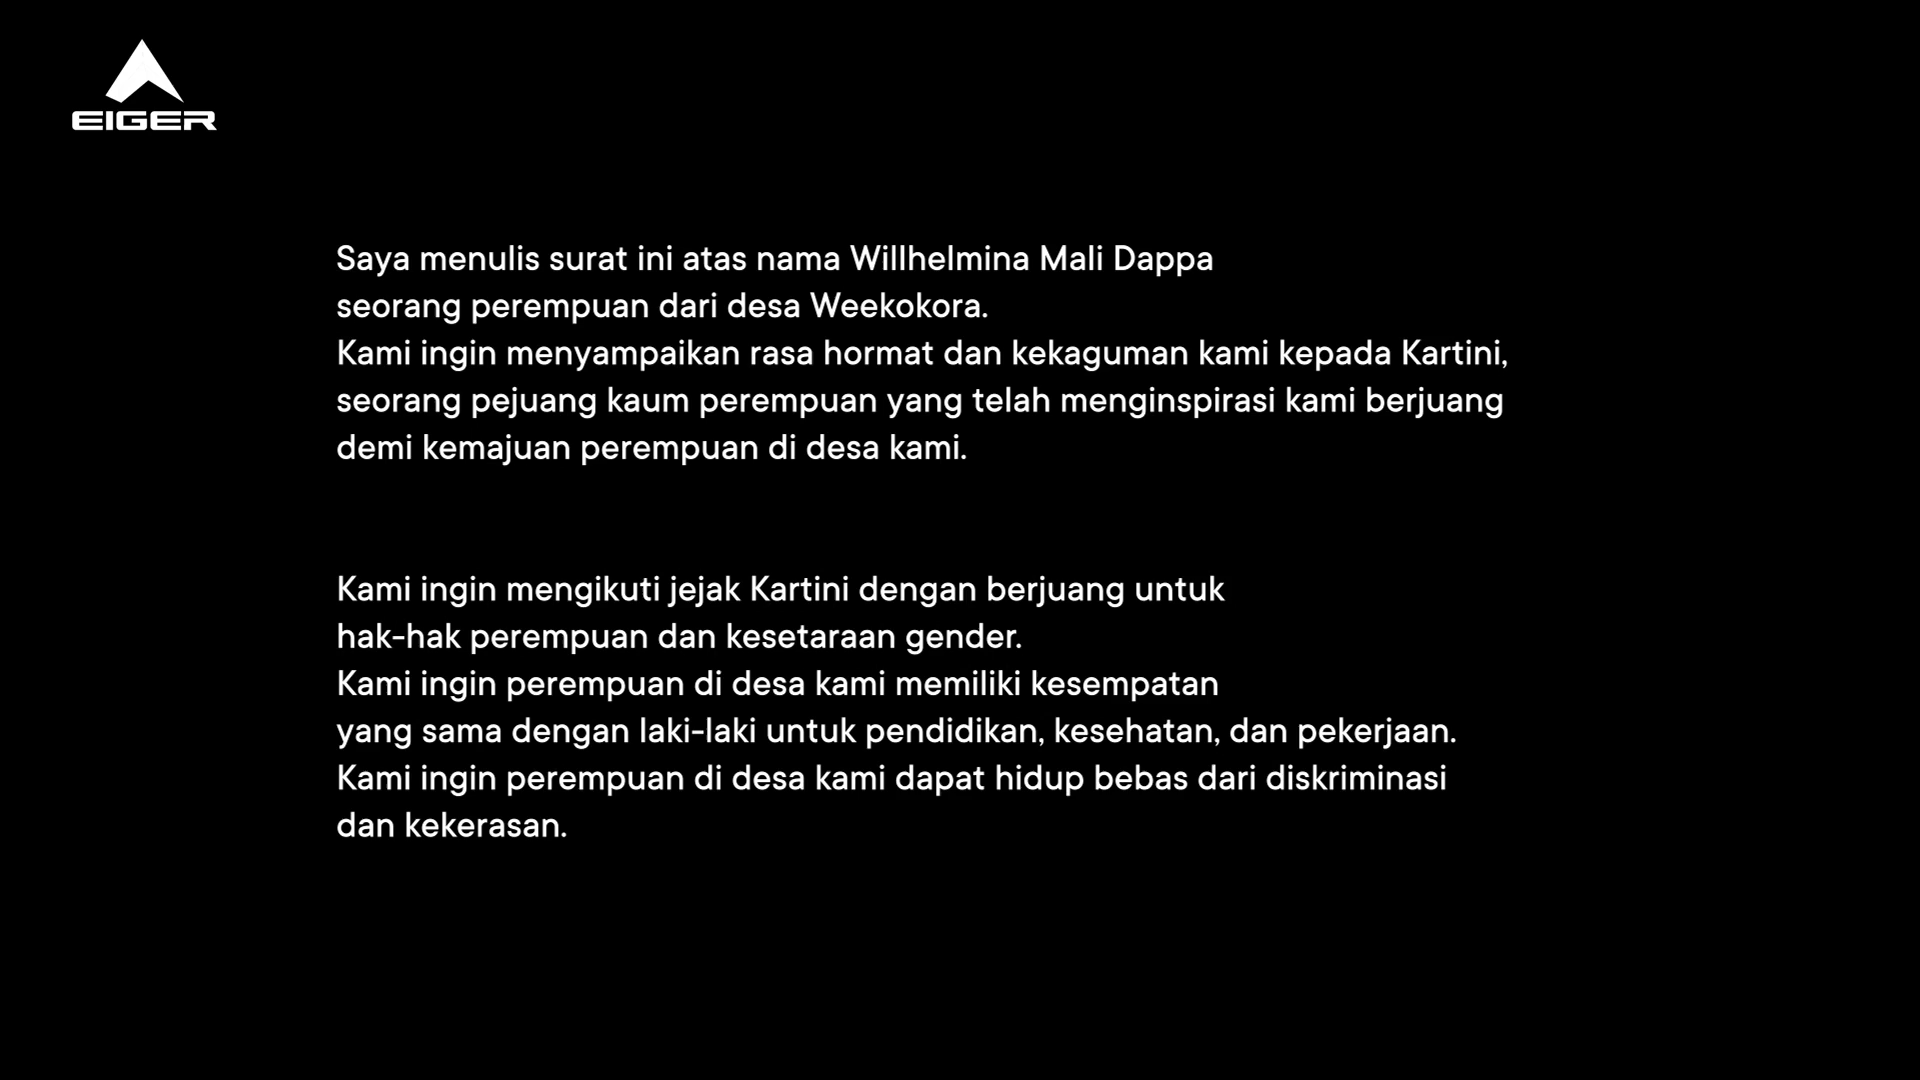 EIGER
Saya menulis surat ini atas nama Willhelmina Mali Dappa
seorang perempuan dari desa Weekokora.
Kami ingin menyampaikan rasa hormat dan kekaguman kami kepada Kartini,
seorang pejuang kaum perempuan yang telah menginspirasi kami berjuang
demi kemajuan perempuan di desa kami.
Kami ingin mengikuti jejak Kartini dengan berjuang untuk
hak-hak perempuan dan kesetaraan gender.
Kami ingin perempuan di desa kami memiliki kesempatan
yang sama dengan laki-laki untuk pendidikan, kesehatan, dan pekerjaan.
Kami ingin perempuan di desa kami dapat hidup bebas dari diskriminasi
dan kekerasan.